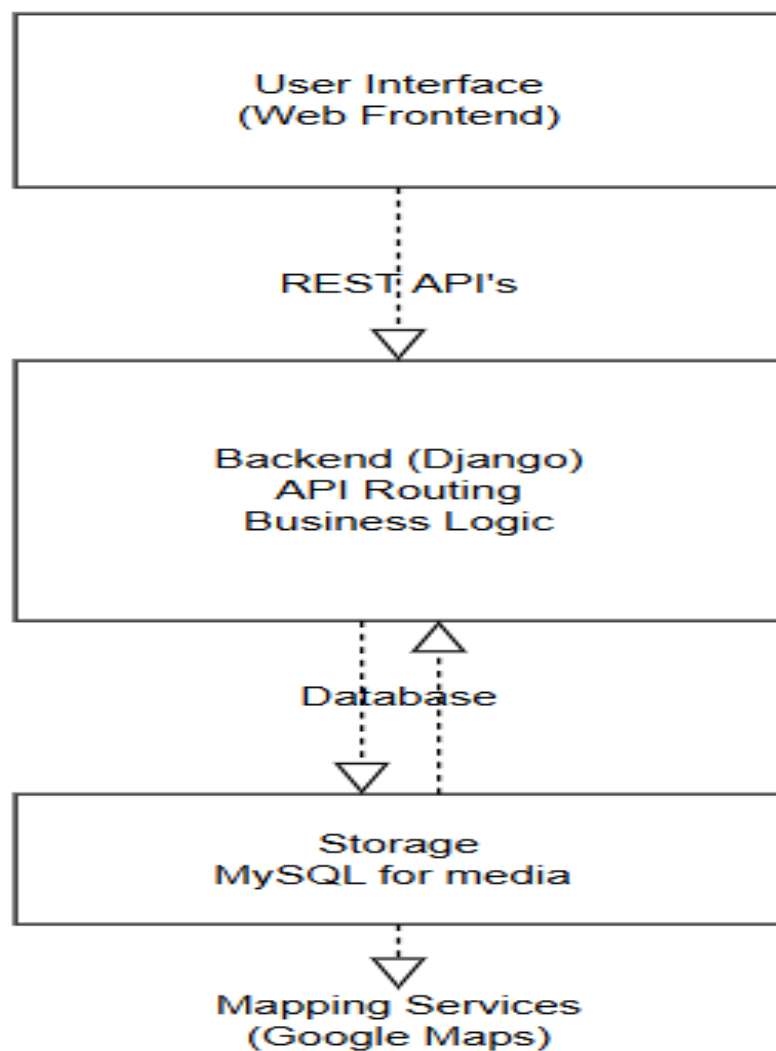 User Interface
(Web Frontend)
REST API's
Backend (Django)
API Routing
Business Logic
Database
Storage
MySQL for media
Mapping Services
(Google Maps)